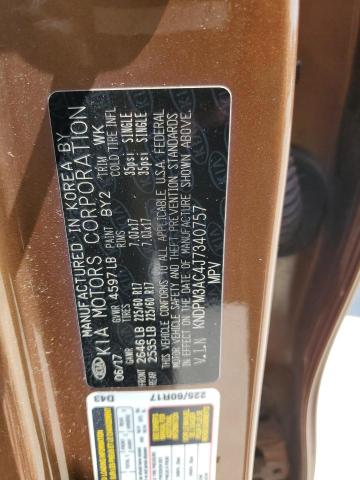 MANUFACTURED IN KOREA BY
KIA MOTORS CORPORATION
06/17 GVWR 4597LB PAINT BY2 TRIM WK
GAWR TIRES RIMS COLD TIRE INFL
FRONT 2646LB 225/60 R17 7.0Jx17 35psi SINGLE
REAR 2535LB 225/60 R17 7.0Jx17 35psi SINGLE
THIS VEHICLE CONFORMS TO ALL APPLICABLE U.S.A. FEDERAL
MOTOR VEHICLE SAFETY AND THEFT PREVENTION STANDARDS
IN EFFECT ON THE DATE OF MANUFACTURE SHOWN ABOVE.
V.I.N KNDPM3AC4J7340757
MPV
KIA
D43 225/60R17